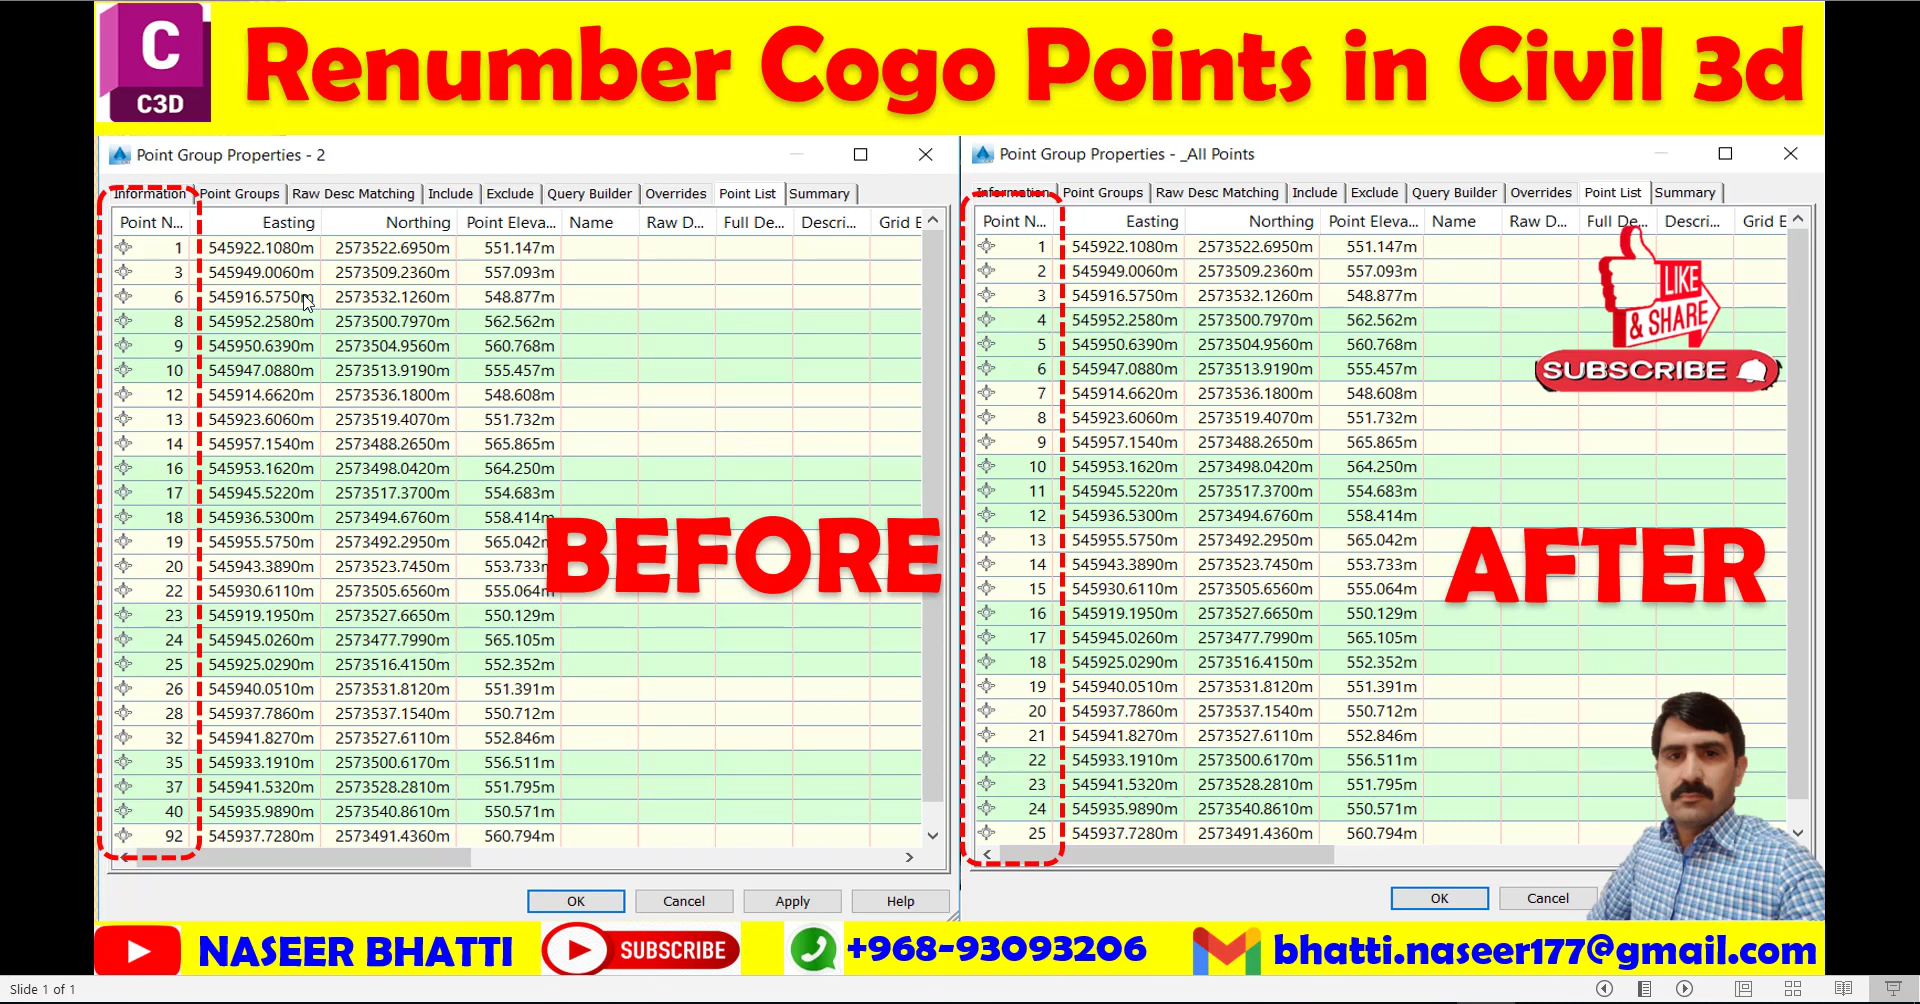 C
C3D
Renumber Cogo Points in Civil 3d
Point Group Properties - 2
Information Point Groups Raw Desc Matching Include Exclude Query Builder Overrides Point List Summary
Point N... Easting Northing Point Eleva... Name Raw D... Full De... Descri... Grid E
1 545922.1080m 2573522.6950m 551.147m
3 545949.0060m 2573509.2360m 557.093m
6 545916.5750m 2573532.1260m 548.877m
8 545952.2580m 2573500.7970m 562.562m
9 545950.6390m 2573504.9560m 560.768m
10 545947.0880m 2573513.9190m 555.457m
12 545914.6620m 2573536.1800m 548.608m
13 545923.6060m 2573519.4070m 551.732m
14 545957.1540m 2573488.2650m 565.865m
16 545953.1620m 2573498.0420m 564.250m
17 545945.5220m 2573517.3700m 554.683m
18 545936.5300m 2573494.6760m 558.414m
19 545955.5750m 2573492.2950m 565.042m
20 545943.3890m 2573523.7450m 553.733m
22 545930.6110m 2573505.6560m 555.064m
23 545919.1950m 2573527.6650m 550.129m
24 545945.0260m 2573477.7990m 565.105m
25 545925.0290m 2573516.4150m 552.352m
26 545940.0510m 2573531.8120m 551.391m
28 545937.7860m 2573537.1540m 550.712m
32 545941.8270m 2573527.6110m 552.846m
35 545933.1910m 2573500.6170m 556.511m
37 545941.5320m 2573528.2810m 551.795m
40 545935.9890m 2573540.8610m 550.571m
92 545937.7280m 2573491.4360m 560.794m
BEFORE
OK Cancel Apply Help
Point Group Properties - _All Points
Information Point Groups Raw Desc Matching Include Exclude Query Builder Overrides Point List Summary
Point N... Easting Northing Point Eleva... Name Raw D... Full De... Descri... Grid E
1 545922.1080m 2573522.6950m 551.147m
2 545949.0060m 2573509.2360m 557.093m
3 545916.5750m 2573532.1260m 548.877m
4 545952.2580m 2573500.7970m 562.562m
5 545950.6390m 2573504.9560m 560.768m
6 545947.0880m 2573513.9190m 555.457m
7 545914.6620m 2573536.1800m 548.608m
8 545923.6060m 2573519.4070m 551.732m
9 545957.1540m 2573488.2650m 565.865m
10 545953.1620m 2573498.0420m 564.250m
11 545945.5220m 2573517.3700m 554.683m
12 545936.5300m 2573494.6760m 558.414m
13 545955.5750m 2573492.2950m 565.042m
14 545943.3890m 2573523.7450m 553.733m
15 545930.6110m 2573505.6560m 555.064m
16 545919.1950m 2573527.6650m 550.129m
17 545945.0260m 2573477.7990m 565.105m
18 545925.0290m 2573516.4150m 552.352m
19 545940.0510m 2573531.8120m 551.391m
20 545937.7860m 2573537.1540m 550.712m
21 545941.8270m 2573527.6110m 552.846m
22 545933.1910m 2573500.6170m 556.511m
23 545941.5320m 2573528.2810m 551.795m
24 545935.9890m 2573540.8610m 550.571m
25 545937.7280m 2573491.4360m 560.794m
LIKE
& SHARE
SUBSCRIBE
AFTER
OK Cancel
NASEER BHATTI SUBSCRIBE +968-93093206 bhatti.naseer177@gmail.com
Slide 1 of 1